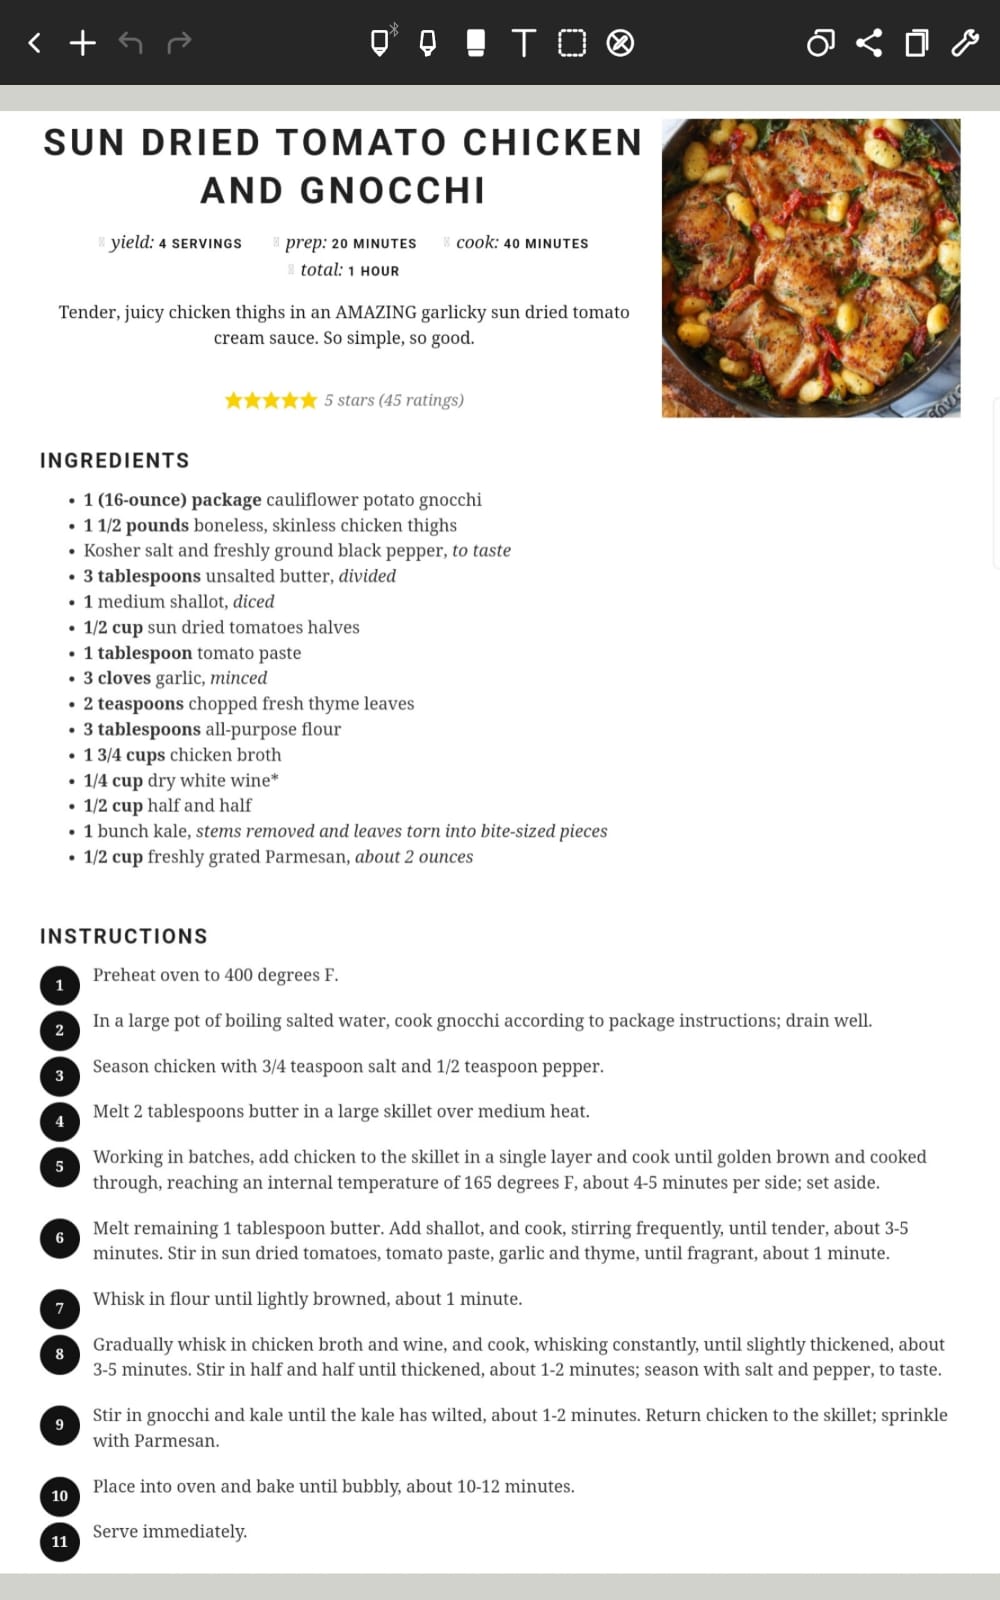 SUN DRIED TOMATO CHICKEN
AND GNOCCHI
yield: 4 SERVINGS prep: 20 MINUTES cook: 40 MINUTES
total: 1 HOUR
Tender, juicy chicken thighs in an AMAZING garlicky sun dried tomato
cream sauce. So simple, so good.
5 stars (45 ratings)
INGREDIENTS
• 1 (16-ounce) package cauliflower potato gnocchi
• 1 1/2 pounds boneless, skinless chicken thighs
• Kosher salt and freshly ground black pepper, to taste
• 3 tablespoons unsalted butter, divided
• 1 medium shallot, diced
• 1/2 cup sun dried tomatoes halves
• 1 tablespoon tomato paste
• 3 cloves garlic, minced
• 2 teaspoons chopped fresh thyme leaves
• 3 tablespoons all-purpose flour
• 1 3/4 cups chicken broth
• 1/4 cup dry white wine*
• 1/2 cup half and half
• 1 bunch kale, stems removed and leaves torn into bite-sized pieces
• 1/2 cup freshly grated Parmesan, about 2 ounces
INSTRUCTIONS
1 Preheat oven to 400 degrees F.
2 In a large pot of boiling salted water, cook gnocchi according to package instructions; drain well.
3 Season chicken with 3/4 teaspoon salt and 1/2 teaspoon pepper.
4 Melt 2 tablespoons butter in a large skillet over medium heat.
5 Working in batches, add chicken to the skillet in a single layer and cook until golden brown and cooked
through, reaching an internal temperature of 165 degrees F, about 4-5 minutes per side; set aside.
6 Melt remaining 1 tablespoon butter. Add shallot, and cook, stirring frequently, until tender, about 3-5
minutes. Stir in sun dried tomatoes, tomato paste, garlic and thyme, until fragrant, about 1 minute.
7 Whisk in flour until lightly browned, about 1 minute.
8 Gradually whisk in chicken broth and wine, and cook, whisking constantly, until slightly thickened, about
3-5 minutes. Stir in half and half until thickened, about 1-2 minutes; season with salt and pepper, to taste.
9 Stir in gnocchi and kale until the kale has wilted, about 1-2 minutes. Return chicken to the skillet; sprinkle
with Parmesan.
10 Place into oven and bake until bubbly, about 10-12 minutes.
11 Serve immediately.